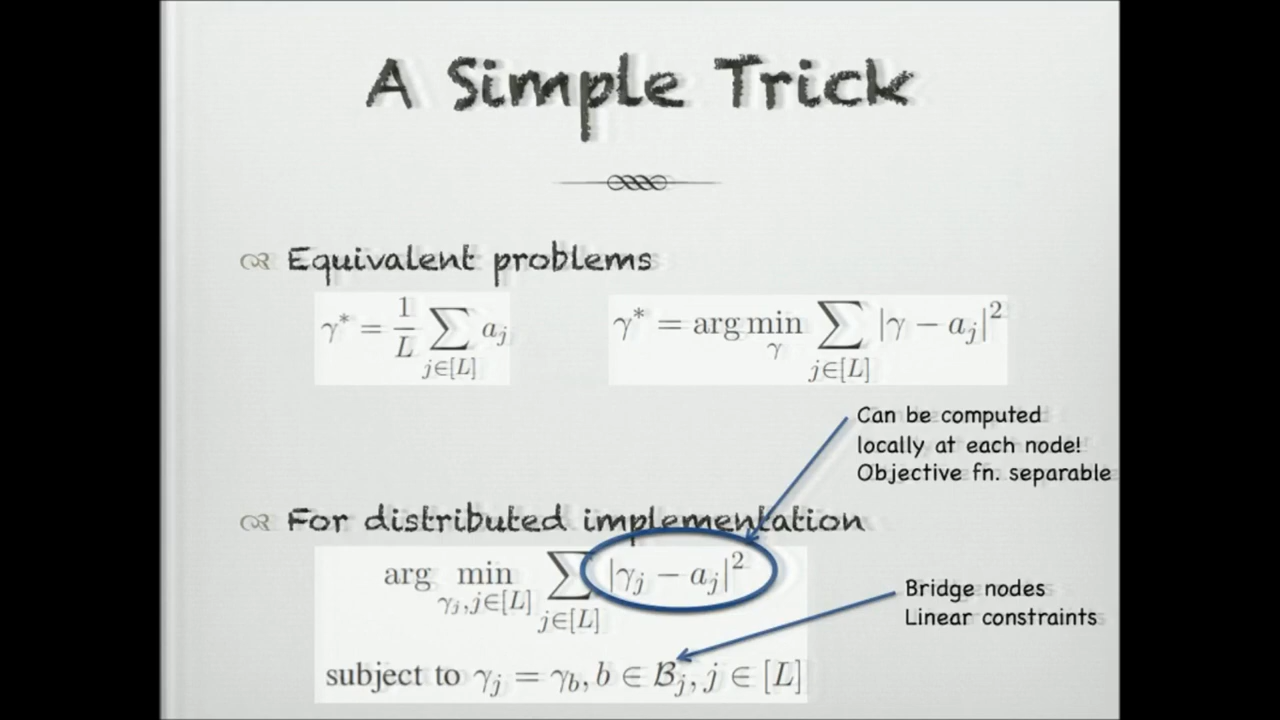 A Simple Trick
Equivalent problems
γ* = 1/L ∑_{j∈[L]} a_j
γ* = arg min_γ ∑_{j∈[L]} |γ − a_j|²
Can be computed
locally at each node!
Objective fn. separable
For distributed implementation
arg min_{γ_j, j∈[L]} ∑_{j∈[L]} |γ_j − a_j|²
Bridge nodes
Linear constraints
subject to γ_j = γ_b, b ∈ ℬ_j, j ∈ [L]